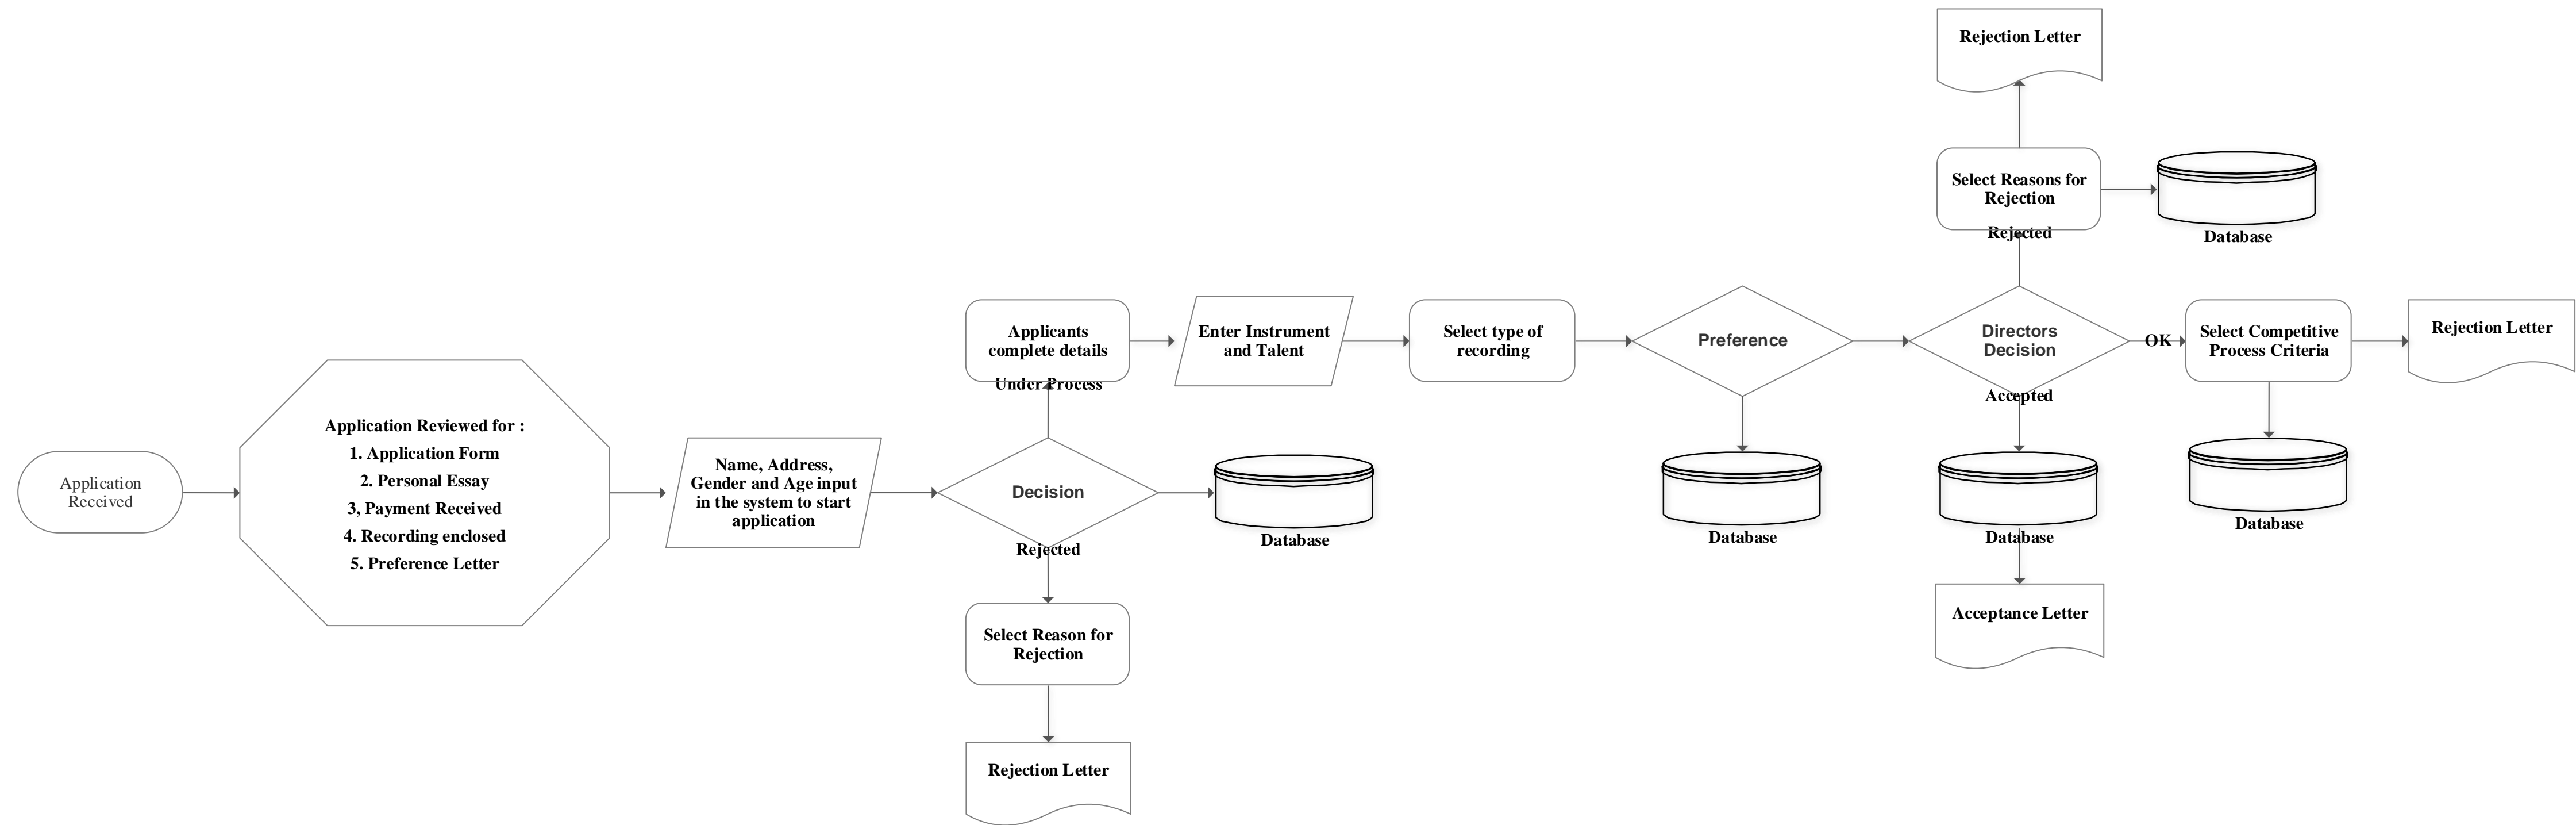 Application
Received
Application Reviewed for :
1. Application Form
2. Personal Essay
3, Payment Received
4. Recording enclosed
5. Preference Letter
Name, Address,
Gender and Age input
in the system to start
application
Decision
Database
Rejected
Select Reason for
Rejection
Rejection Letter
Under Process
Applicants
complete details
Enter Instrument
and Talent
Select type of
recording
Preference
Database
Directors
Decision
Rejected
Select Reasons for
Rejection
Database
Rejection Letter
Accepted
Database
Acceptance Letter
OK
Select Competitive
Process Criteria
Database
Rejection Letter